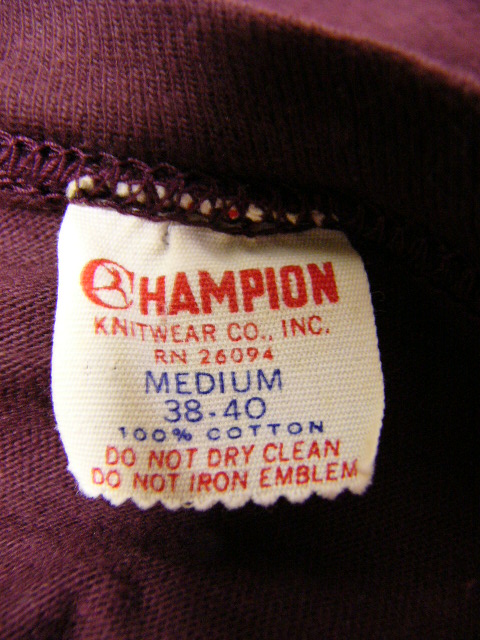 CHAMPION
KNITWEAR CO., INC.
RN 26094
MEDIUM
38-40
100% COTTON
DO NOT DRY CLEAN
DO NOT IRON EMBLEM